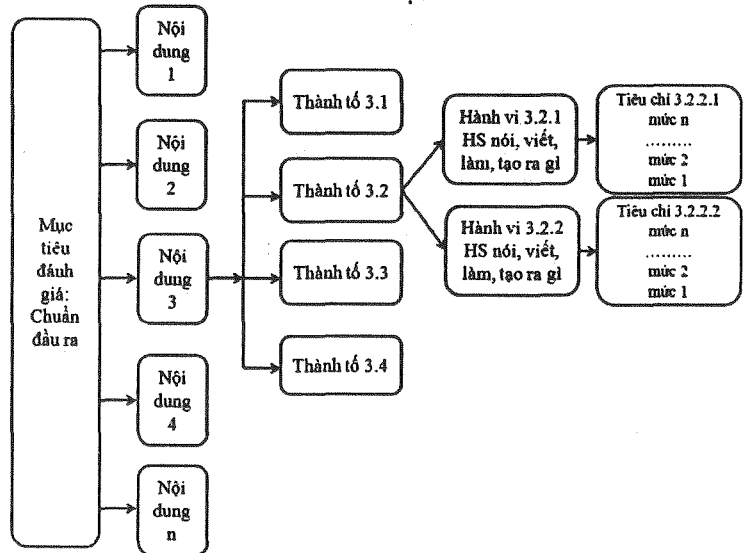 Mục
tiêu
đánh
giá:
Chuẩn
đầu ra
Nội
dung
1
Nội
dung
2
Nội
dung
3
Nội
dung
4
Nội
dung
n
Thành tố 3.1
Thành tố 3.2
Thành tố 3.3
Thành tố 3.4
Hành vi 3.2.1
HS nói, viết,
làm, tạo ra gì
Hành vi 3.2.2
HS nói, viết,
làm, tạo ra gì
Tiêu chí 3.2.2.1
mức n
.........
mức 2
mức 1
Tiêu chí 3.2.2.2
mức n
.........
mức 2
mức 1